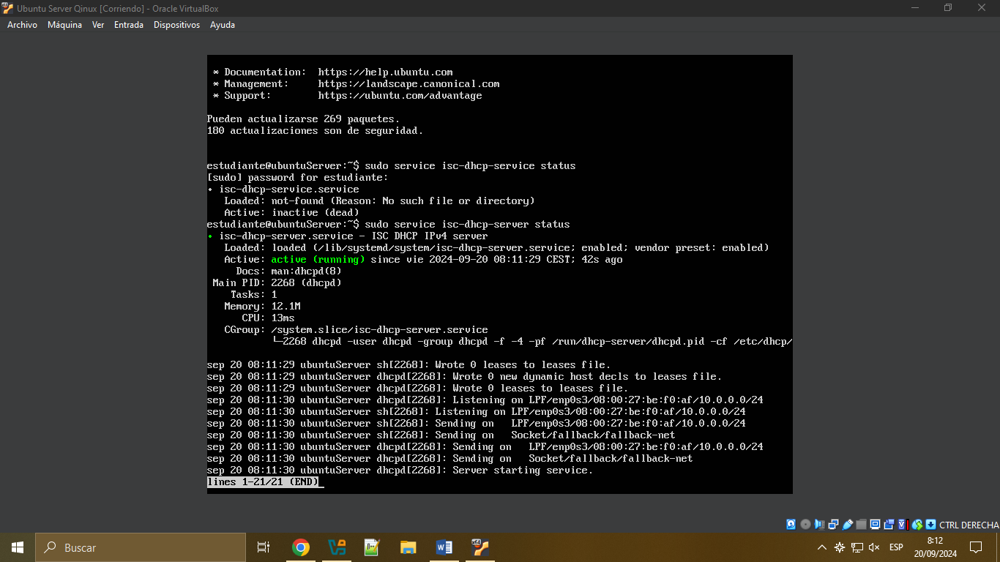 Ubuntu Server Qinux [Corriendo] - Oracle VirtualBox
Archivo Máquina Ver Entrada Dispositivos Ayuda
* Documentation:  https://help.ubuntu.com
* Management:     https://landscape.canonical.com
* Support:        https://ubuntu.com/advantage
Pueden actualizarse 269 paquetes.
180 actualizaciones son de seguridad.
estudiante@ubuntuServer:~$ sudo service isc-dhcp-service status
[sudo] password for estudiante:
• isc-dhcp-service.service
Loaded: not-found (Reason: No such file or directory)
Active: inactive (dead)
estudiante@ubuntuServer:~$ sudo service isc-dhcp-server status
• isc-dhcp-server.service - ISC DHCP IPv4 server
Loaded: loaded (/lib/systemd/system/isc-dhcp-server.service; enabled; vendor preset: enabled)
Active: active (running) since vie 2024-09-20 08:11:29 CEST; 42s ago
Docs: man:dhcpd(8)
Main PID: 2268 (dhcpd)
Tasks: 1
Memory: 12.1M
CPU: 13ms
CGroup: /system.slice/isc-dhcp-server.service
└─2268 dhcpd -user dhcpd -group dhcpd -f -4 -pf /run/dhcp-server/dhcpd.pid -cf /etc/dhcp/
sep 20 08:11:29 ubuntuServer sh[2268]: Wrote 0 leases to leases file.
sep 20 08:11:29 ubuntuServer dhcpd[2268]: Wrote 0 new dynamic host decls to leases file.
sep 20 08:11:29 ubuntuServer dhcpd[2268]: Wrote 0 leases to leases file.
sep 20 08:11:30 ubuntuServer dhcpd[2268]: Listening on LPF/enp0s3/08:00:27:be:f0:af/10.0.0.0/24
sep 20 08:11:30 ubuntuServer sh[2268]: Listening on LPF/enp0s3/08:00:27:be:f0:af/10.0.0.0/24
sep 20 08:11:30 ubuntuServer sh[2268]: Sending on   LPF/enp0s3/08:00:27:be:f0:af/10.0.0.0/24
sep 20 08:11:30 ubuntuServer sh[2268]: Sending on   Socket/fallback/fallback-net
sep 20 08:11:30 ubuntuServer dhcpd[2268]: Sending on   LPF/enp0s3/08:00:27:be:f0:af/10.0.0.0/24
sep 20 08:11:30 ubuntuServer dhcpd[2268]: Sending on   Socket/fallback/fallback-net
sep 20 08:11:30 ubuntuServer dhcpd[2268]: Server starting service.
lines 1-21/21 (END)
CTRL DERECHA
Buscar
ESP
8:12
20/09/2024